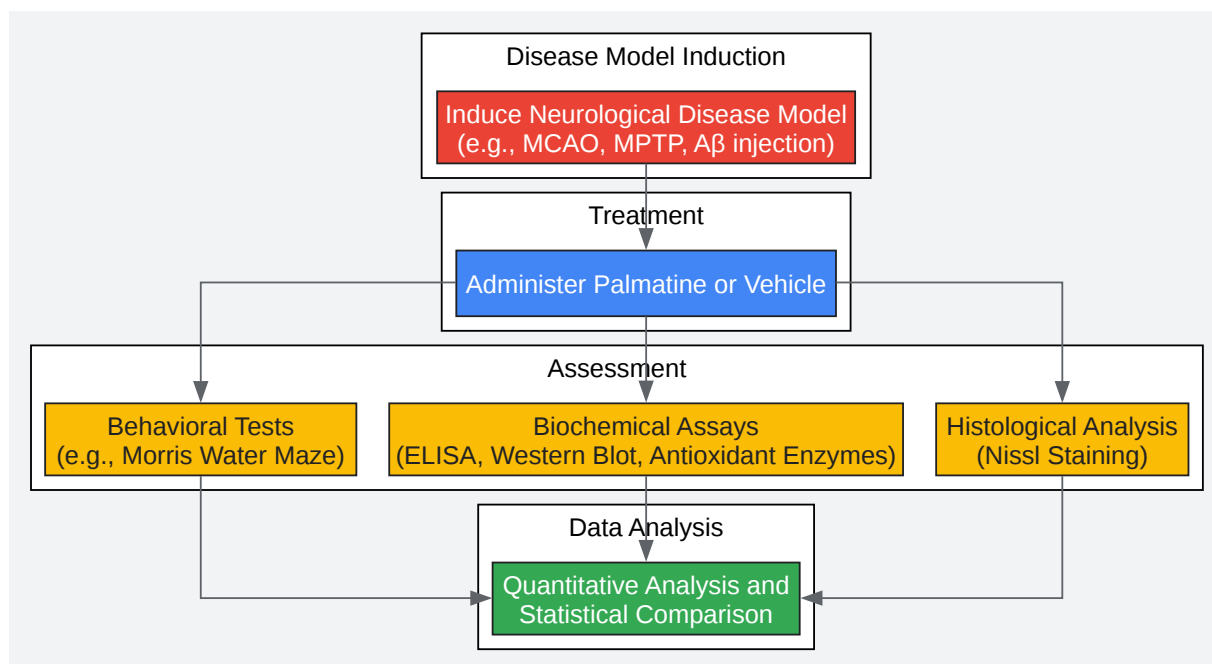 Disease Model Induction
Induce Neurological Disease Model
(e.g., MCAO, MPTP, Aβ injection)
Treatment
Administer Palmatine or Vehicle
Assessment
Behavioral Tests
(e.g., Morris Water Maze)
Biochemical Assays
(ELISA, Western Blot, Antioxidant Enzymes)
Histological Analysis
(Nissl Staining)
Data Analysis
Quantitative Analysis and
Statistical Comparison